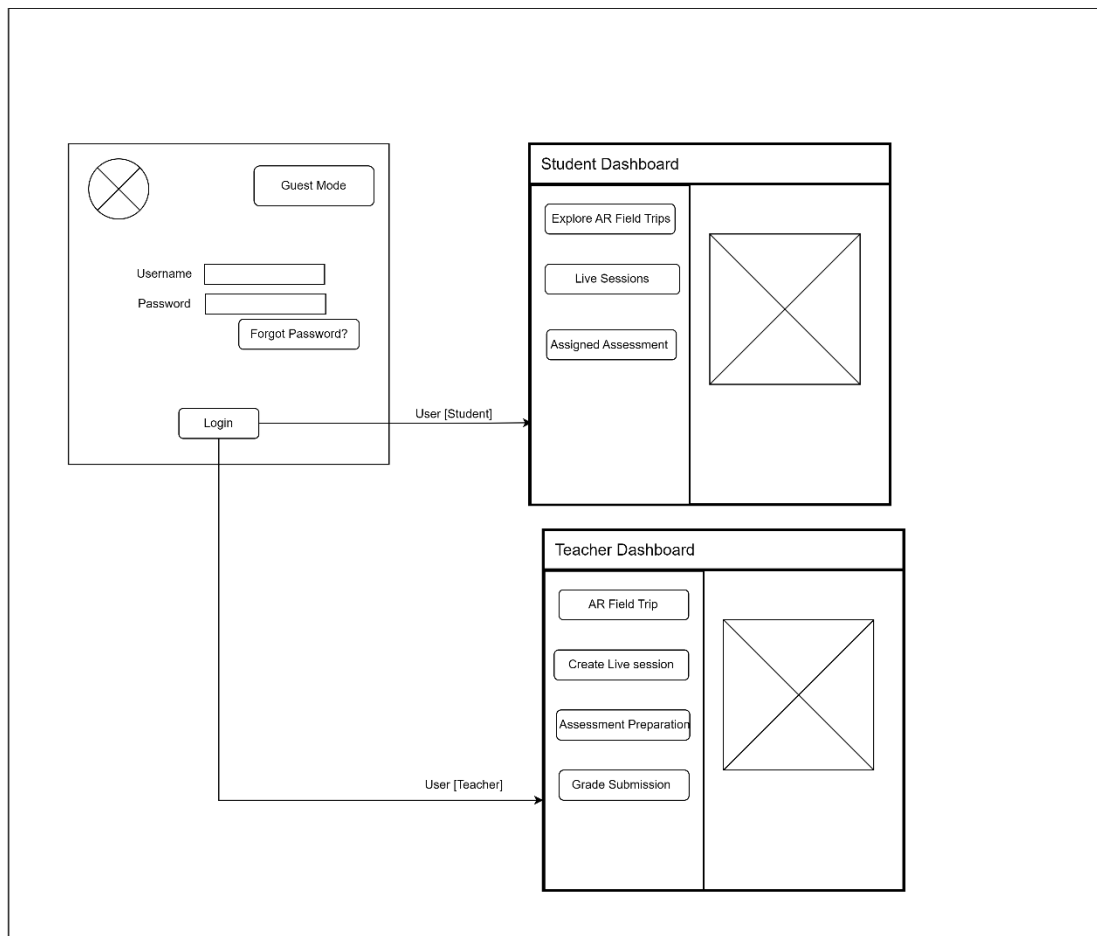 Guest Mode
Username
Password
Forgot Password?
Login
User [Student]
Student Dashboard
Explore AR Field Trips
Live Sessions
Assigned Assessment
User [Teacher]
Teacher Dashboard
AR Field Trip
Create Live session
Assessment Preparation
Grade Submission